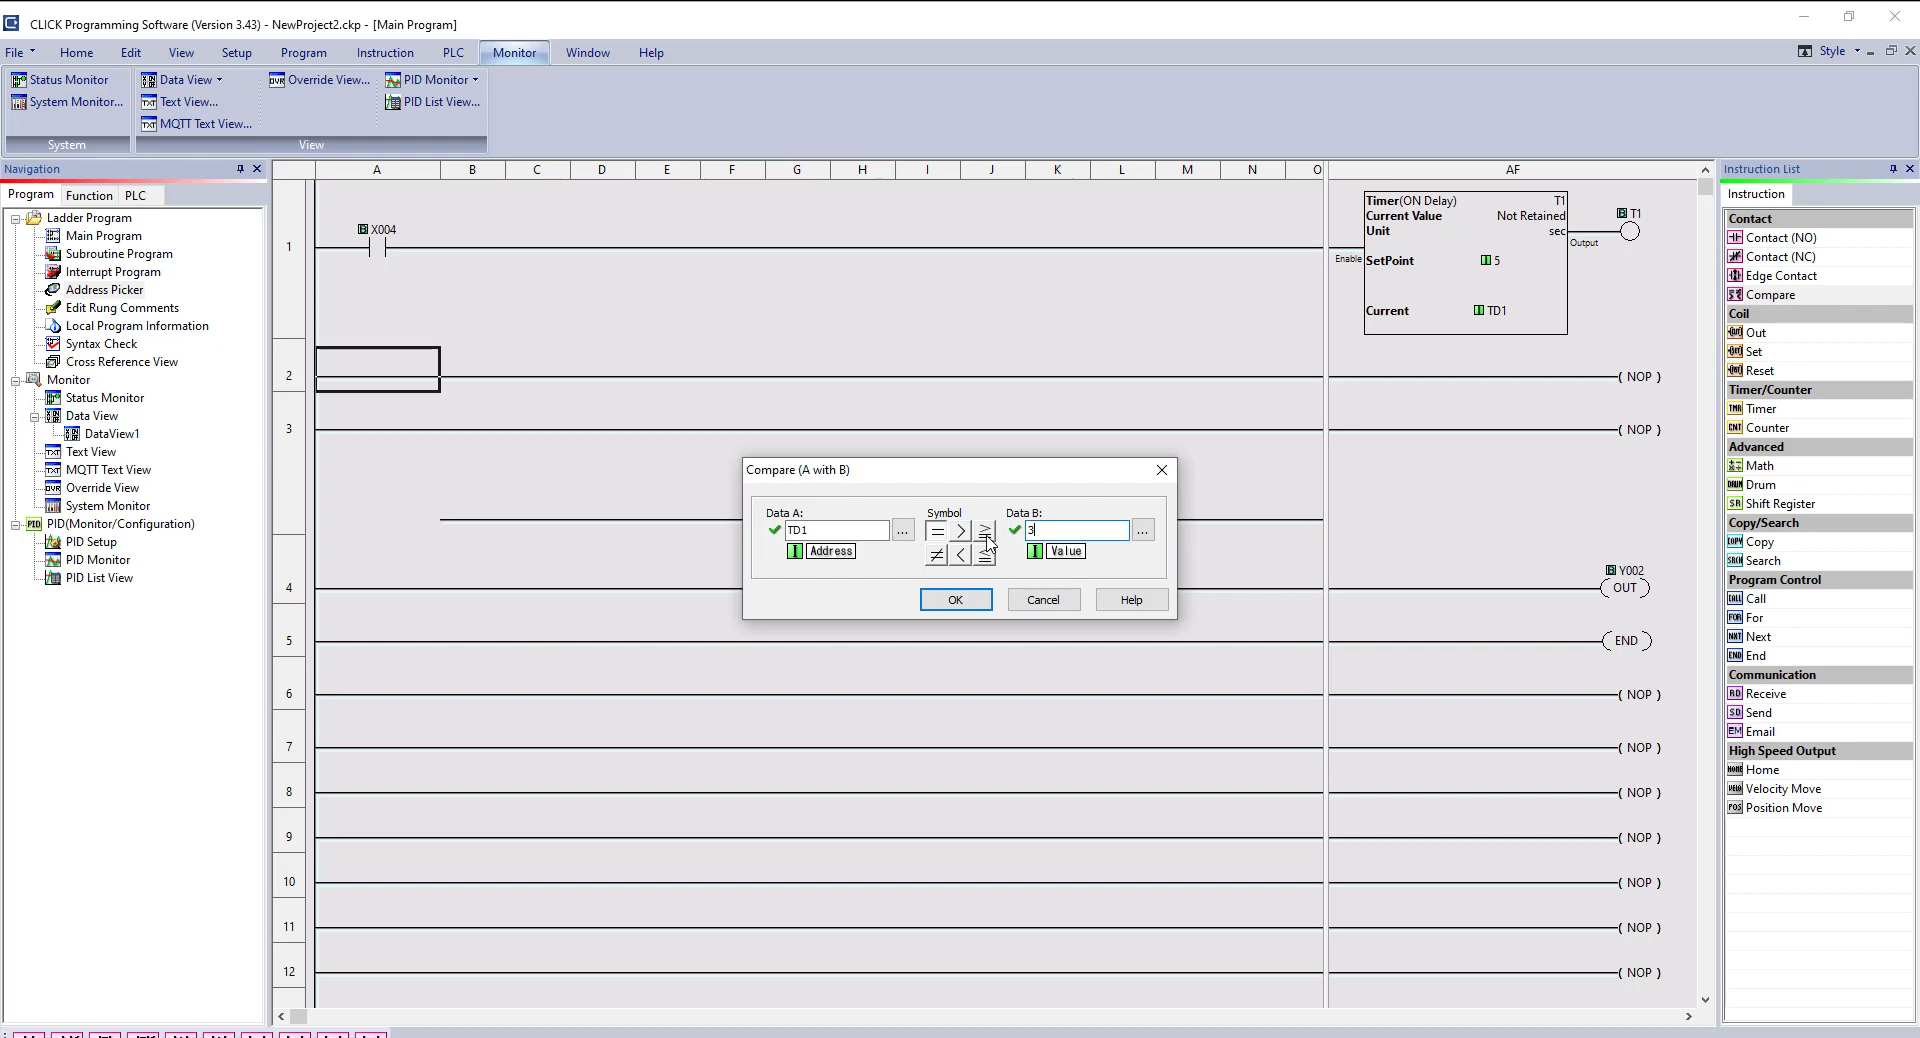 CLICK Programming Software (Version 3.43) - NewProject2.ckp - [Main Program]
File Home Edit View Setup Program Instruction PLC Monitor Window Help Style
Status Monitor Data View Override View... PID Monitor
System Monitor... Text View... PID List View...
MQTT Text View...
System View
Navigation
Program Function PLC
Ladder Program
Main Program
Subroutine Program
Interrupt Program
Address Picker
Edit Rung Comments
Local Program Information
Syntax Check
Cross Reference View
Monitor
Status Monitor
Data View
DataView1
Text View
MQTT Text View
Override View
System Monitor
PID(Monitor/Configuration)
PID Setup
PID Monitor
PID List View
A B C D E F G H I J K L M N O AF
1
X004
Timer(ON Delay) T1
Current Value Not Retained
Unit sec
Enable SetPoint 5
Current TD1
T1
Output
2 ( NOP )
3 ( NOP )
Compare (A with B)
Data A: Symbol Data B:
TD1 ... = > ≥ 3 ...
Address ≠ < ≤ Value
OK Cancel Help
4
Y002
( OUT )
5 ( END )
6 ( NOP )
7 ( NOP )
8 ( NOP )
9 ( NOP )
10 ( NOP )
11 ( NOP )
12 ( NOP )
Instruction List
Instruction
Contact
Contact (NO)
Contact (NC)
Edge Contact
Compare
Coil
Out
Set
Reset
Timer/Counter
Timer
Counter
Advanced
Math
Drum
Shift Register
Copy/Search
Copy
Search
Program Control
Call
For
Next
End
Communication
Receive
Send
Email
High Speed Output
Home
Velocity Move
Position Move